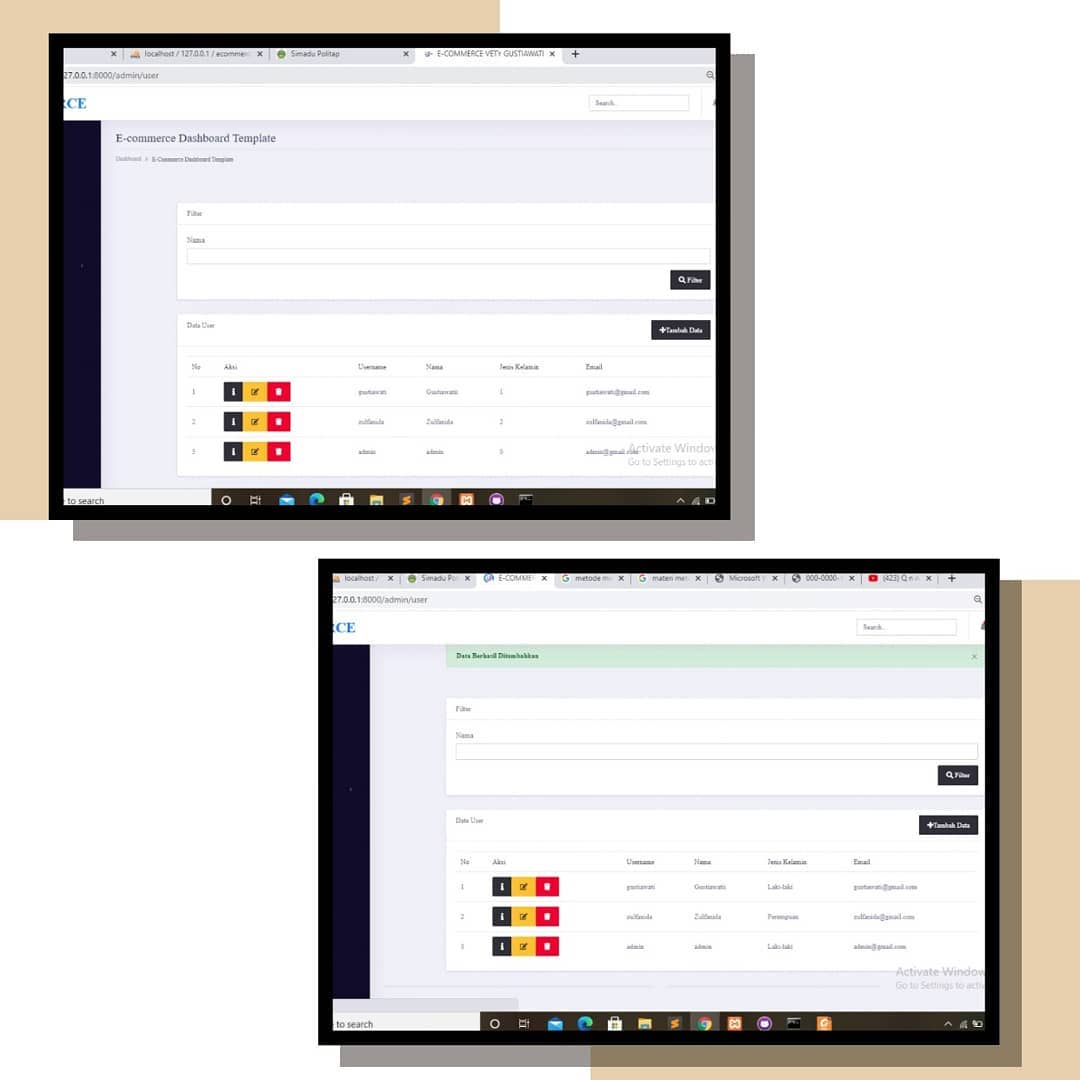 localhost / 127.0.0.1 / ecommer
Simadu Politap
E-COMMERCE VETY GUSTIAWATI
27.0.0.1:8000/admin/user
RCE
Search..
E-commerce Dashboard Template
Dashboard > E-Commerce Dashboard Template
Filter
Nama
Filter
Data User
+Tambah Data
No Aksi Username Nama Jenis Kelamin Email
1 gustiawati Gustiawati 1 gustiawati@gmail.com
2 zulfanida Zulfanida 2 zulfanida@gmail.com
3 admin admin 0 admin@gmail.com
Activate Window
Go to Settings to acti
to search
localhost / Simadu Po E-COMME metode m materi met Microsoft 000-0000- (423) Q n A
27.0.0.1:8000/admin/user
RCE
Search..
Data Berhasil Ditambahkan
Filter
Nama
Filter
Data User
+Tambah Data
No Aksi Username Nama Jenis Kelamin Email
1 gustiawati Gustiawati Laki-laki gustiawati@gmail.com
2 zulfanida Zulfanida Perempuan zulfanida@gmail.com
3 admin admin Laki-laki admin@gmail.com
Activate Window
Go to Settings to activ
to search